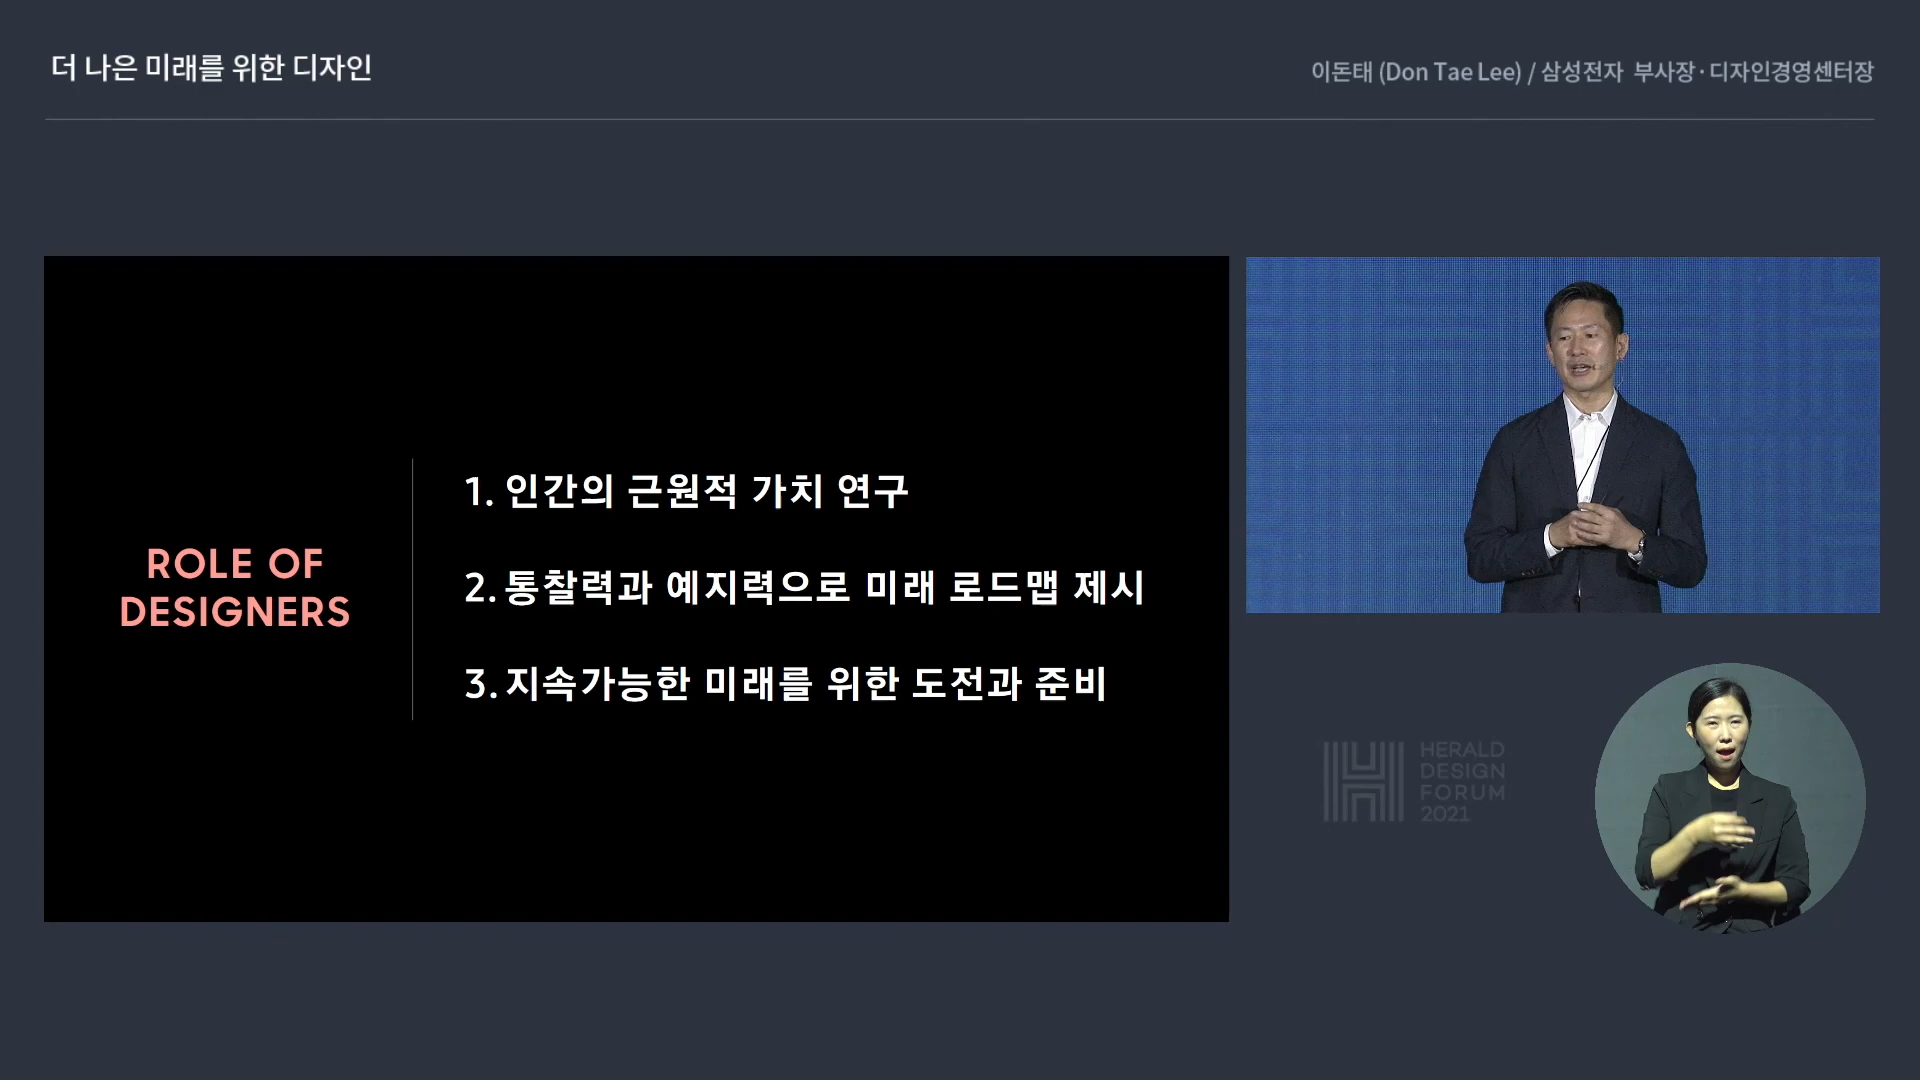 더 나은 미래를 위한 디자인
이돈태 (Don Tae Lee) / 삼성전자 부사장·디자인경영센터장
ROLE OF
DESIGNERS
1. 인간의 근원적 가치 연구
2. 통찰력과 예지력으로 미래 로드맵 제시
3. 지속가능한 미래를 위한 도전과 준비
HERALD
DESIGN
FORUM
2021